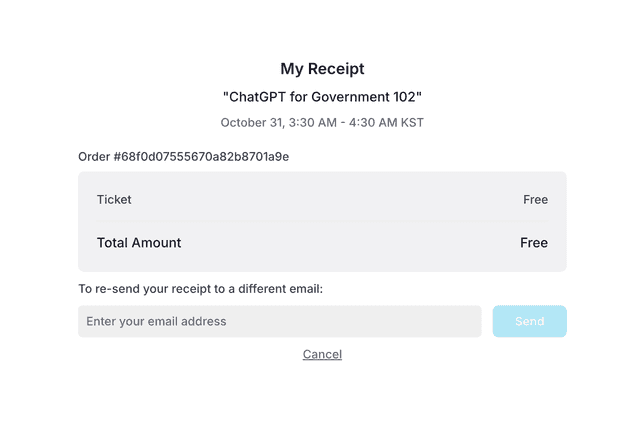 My Receipt
"ChatGPT for Government 102"
October 31, 3:30 AM - 4:30 AM KST
Order #68f0d07555670a82b8701a9e
Ticket Free
Total Amount Free
To re-send your receipt to a different email:
Enter your email address Send
Cancel